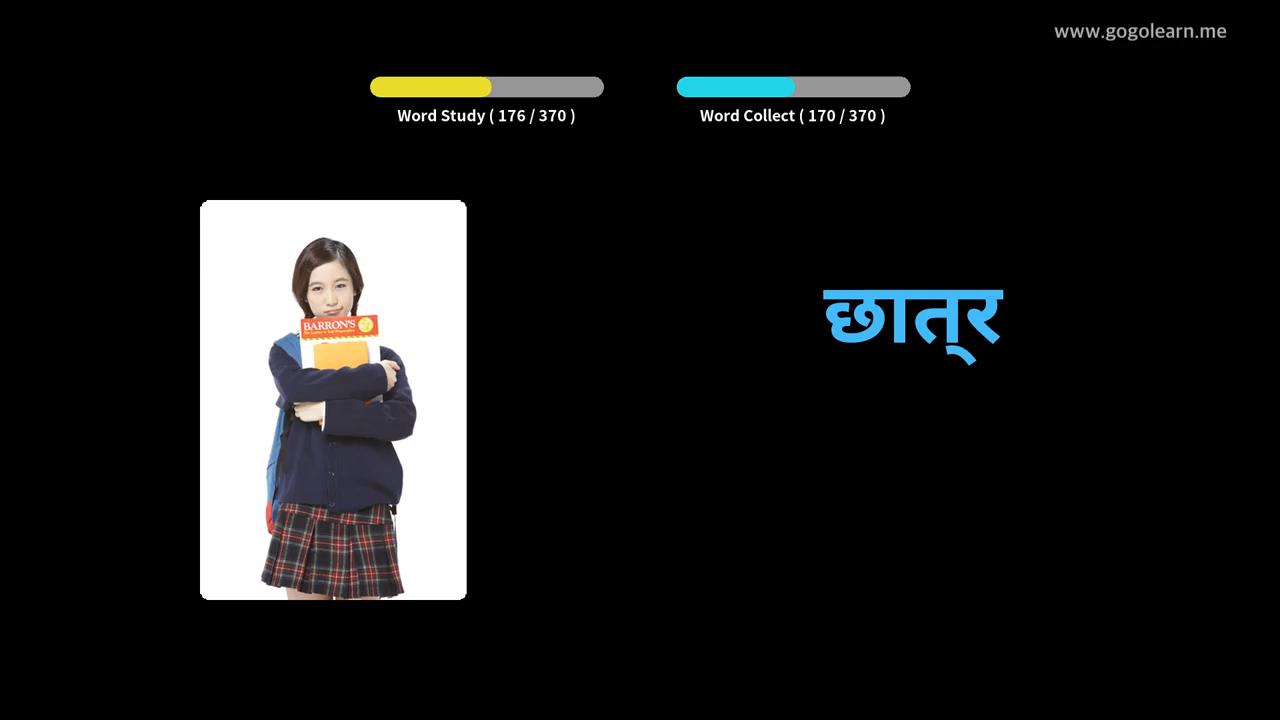 www.gogolearn.me
Word Study ( 176 / 370 )
Word Collect ( 170 / 370 )
छात्‌र
BARRON'S